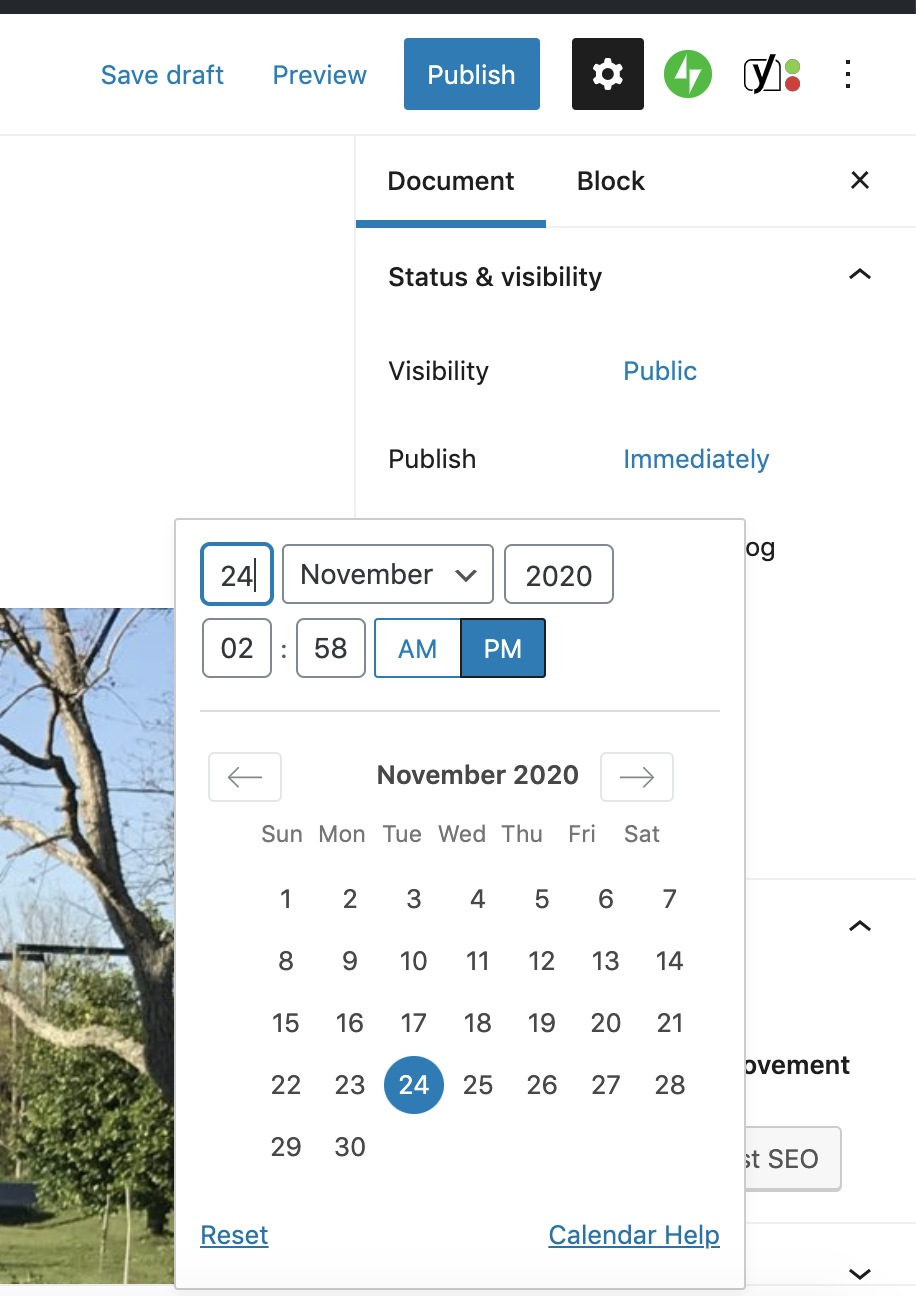 Save draft Preview Publish
Document Block
Status & visibility
Visibility Public
Publish Immediately
og
24 November 2020
02 : 58 AM PM
November 2020
Sun Mon Tue Wed Thu Fri Sat
1 2 3 4 5 6 7
8 9 10 11 12 13 14
15 16 17 18 19 20 21
22 23 24 25 26 27 28
29 30
ovement
st SEO
Reset Calendar Help